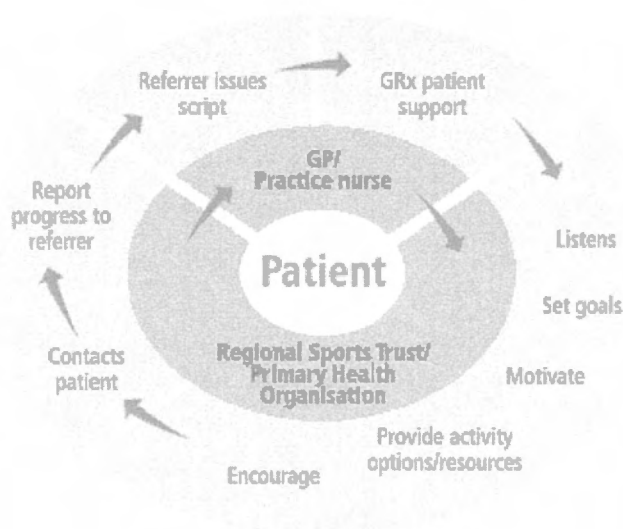 Referrer issues
script
GRx patient
support
GP/
Practice nurse
Report
progress to
referrer
Listens
Patient
Set goals
Contacts
patient
Regional Sports Trust/
Primary Health
Organisation
Motivate
Provide activity
options/resources
Encourage